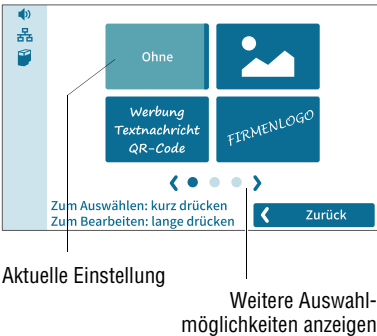 Ohne
Werbung
Textnachricht
QR-Code
FIRMENLOGO
Zum Auswählen: kurz drücken
Zum Bearbeiten: lange drücken
Zurück
Aktuelle Einstellung
Weitere Auswahl-
möglichkeiten anzeigen